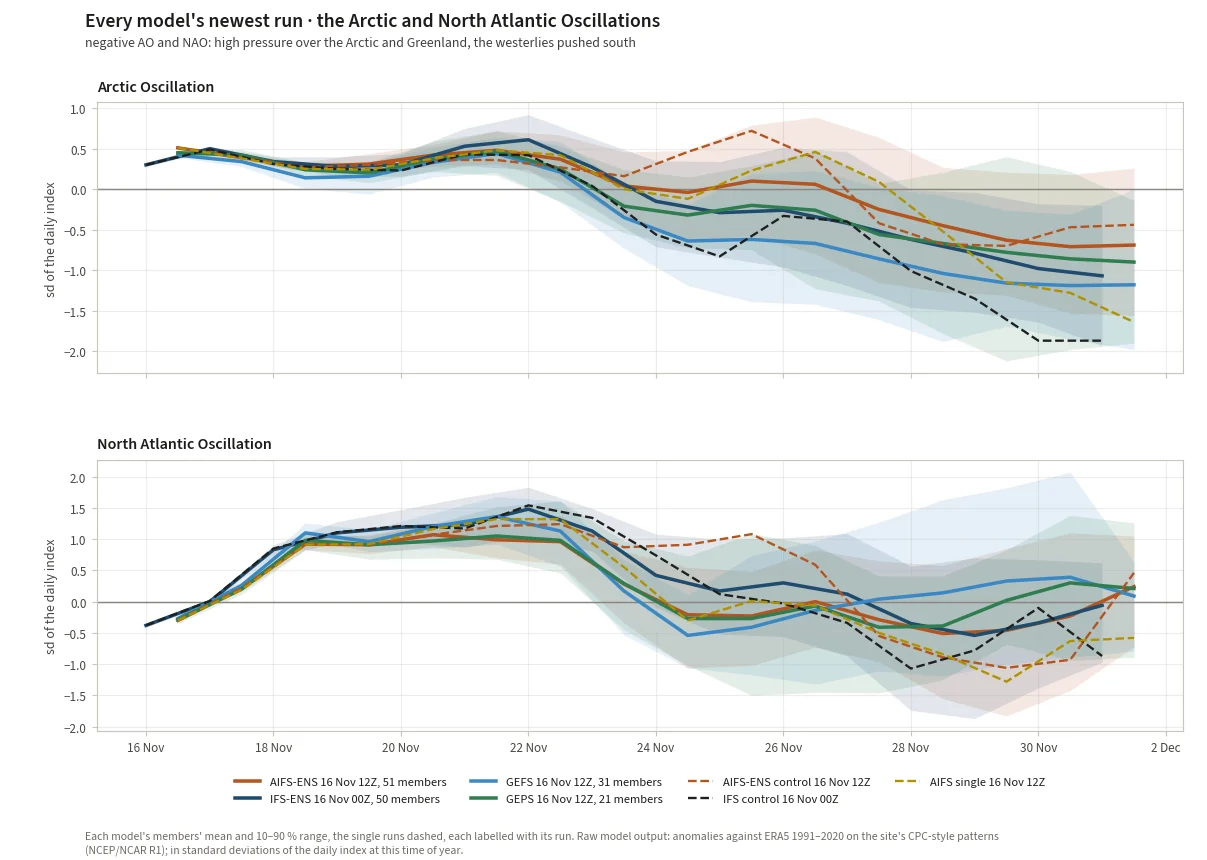 Every model's newest run · the Arctic and North Atlantic Oscillations
negative AO and NAO: high pressure over the Arctic and Greenland, the westerlies pushed south
Arctic Oscillation
sd of the daily index
1.0
0.5
0.0
−0.5
−1.0
−1.5
−2.0
North Atlantic Oscillation
sd of the daily index
2.0
1.5
1.0
0.5
0.0
−0.5
−1.0
−1.5
−2.0
16 Nov 18 Nov 20 Nov 22 Nov 24 Nov 26 Nov 28 Nov 30 Nov 2 Dec
AIFS-ENS 16 Nov 12Z, 51 members GEFS 16 Nov 12Z, 31 members AIFS-ENS control 16 Nov 12Z AIFS single 16 Nov 12Z
IFS-ENS 16 Nov 00Z, 50 members GEPS 16 Nov 12Z, 21 members IFS control 16 Nov 00Z
Each model's members' mean and 10–90 % range, the single runs dashed, each labelled with its run. Raw model output: anomalies against ERA5 1991–2020 on the site's CPC-style patterns
(NCEP/NCAR R1); in standard deviations of the daily index at this time of year.